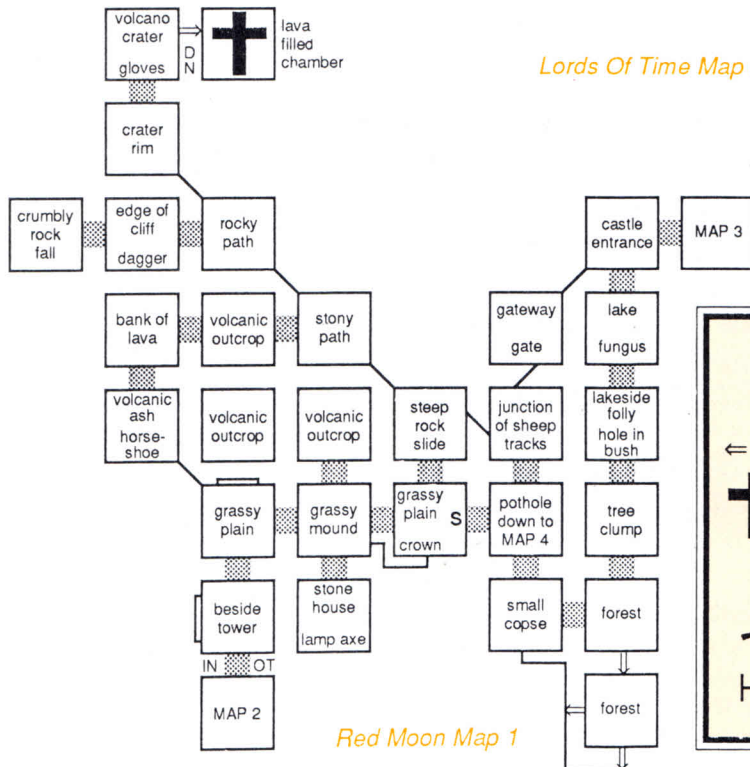 volcano
crater
gloves
D
N
lava
filled
chamber
Lords Of Time Map
crater
rim
crumbly
rock
fall
edge of
cliff
dagger
rocky
path
castle
entrance
MAP 3
bank of
lava
volcanic
outcrop
stony
path
gateway
gate
lake
fungus
volcanic
ash
horse-
shoe
volcanic
outcrop
volcanic
outcrop
steep
rock
slide
junction
of sheep
tracks
lakeside
folly
hole in
bush
grassy
plain
grassy
mound
grassy
plain
S
crown
pothole
down to
MAP 4
tree
clump
beside
tower
stone
house
lamp axe
small
copse
forest
IN
OT
MAP 2
forest
Red Moon Map 1